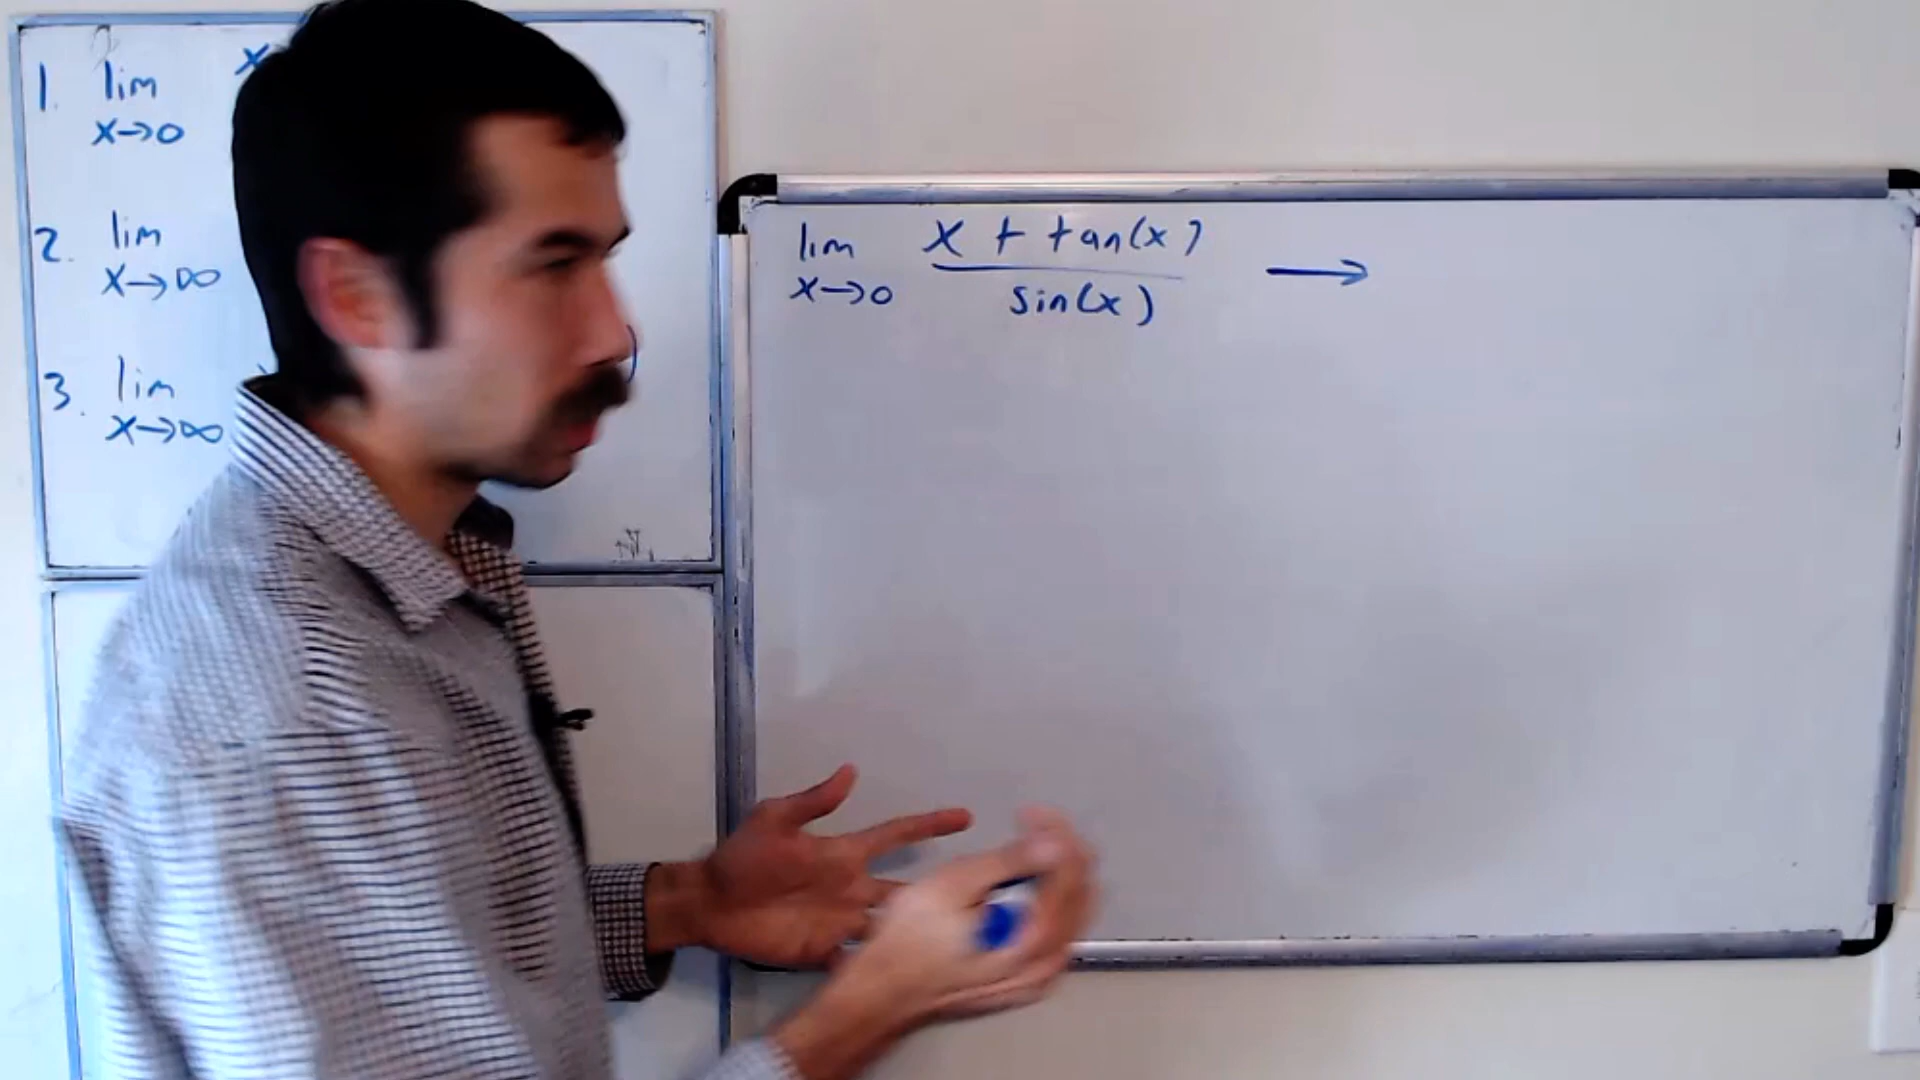 1. lim x
x→0
2. lim
x→∞
3. lim
x→∞
)
lim x + tan(x) →
x→0 sin(x)